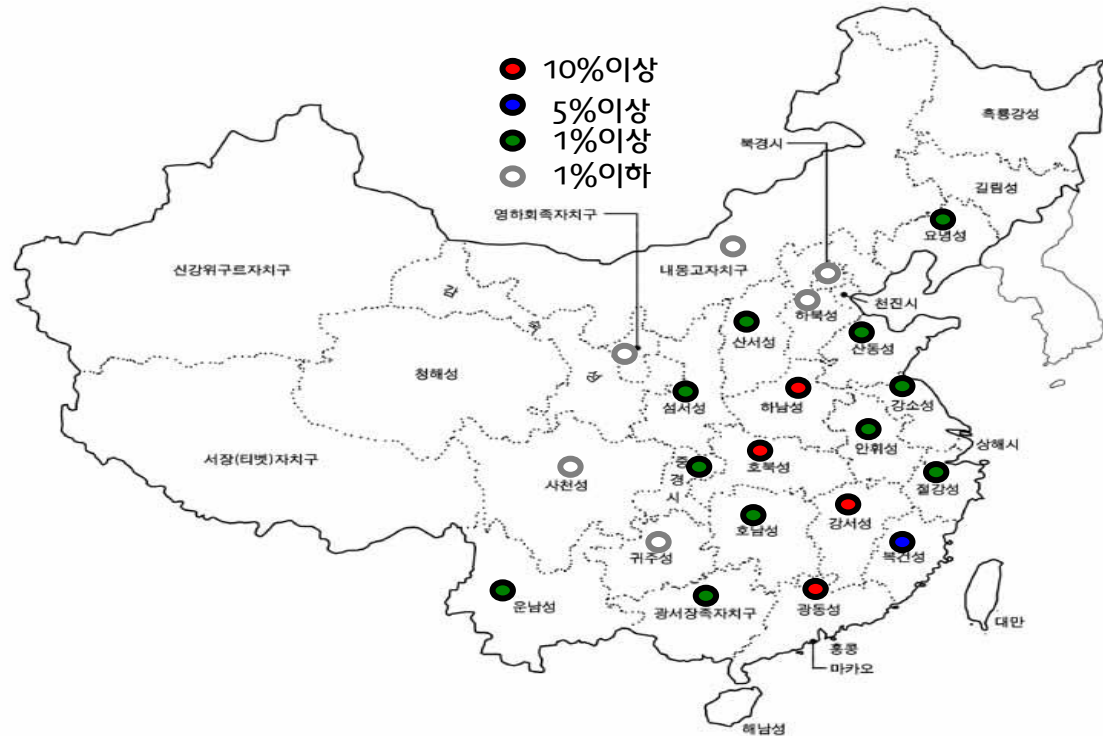 10%이상
5%이상
1%이상
1%이하
흑룡강성
북경시
길림성
영하회족자치구
요녕성
신강위구르자치구
내몽고자치구
감
천진시
하북성
숙
산서성
산동성
청해성
하남성
섬서성
강소성
안휘성
상해시
서장(티벳)자치구
호북성
중
경
시
사천성
절강성
강서성
호남성
복건성
귀주성
운남성
광서장족자치구
광동성
대만
홍콩
마카오
해남성